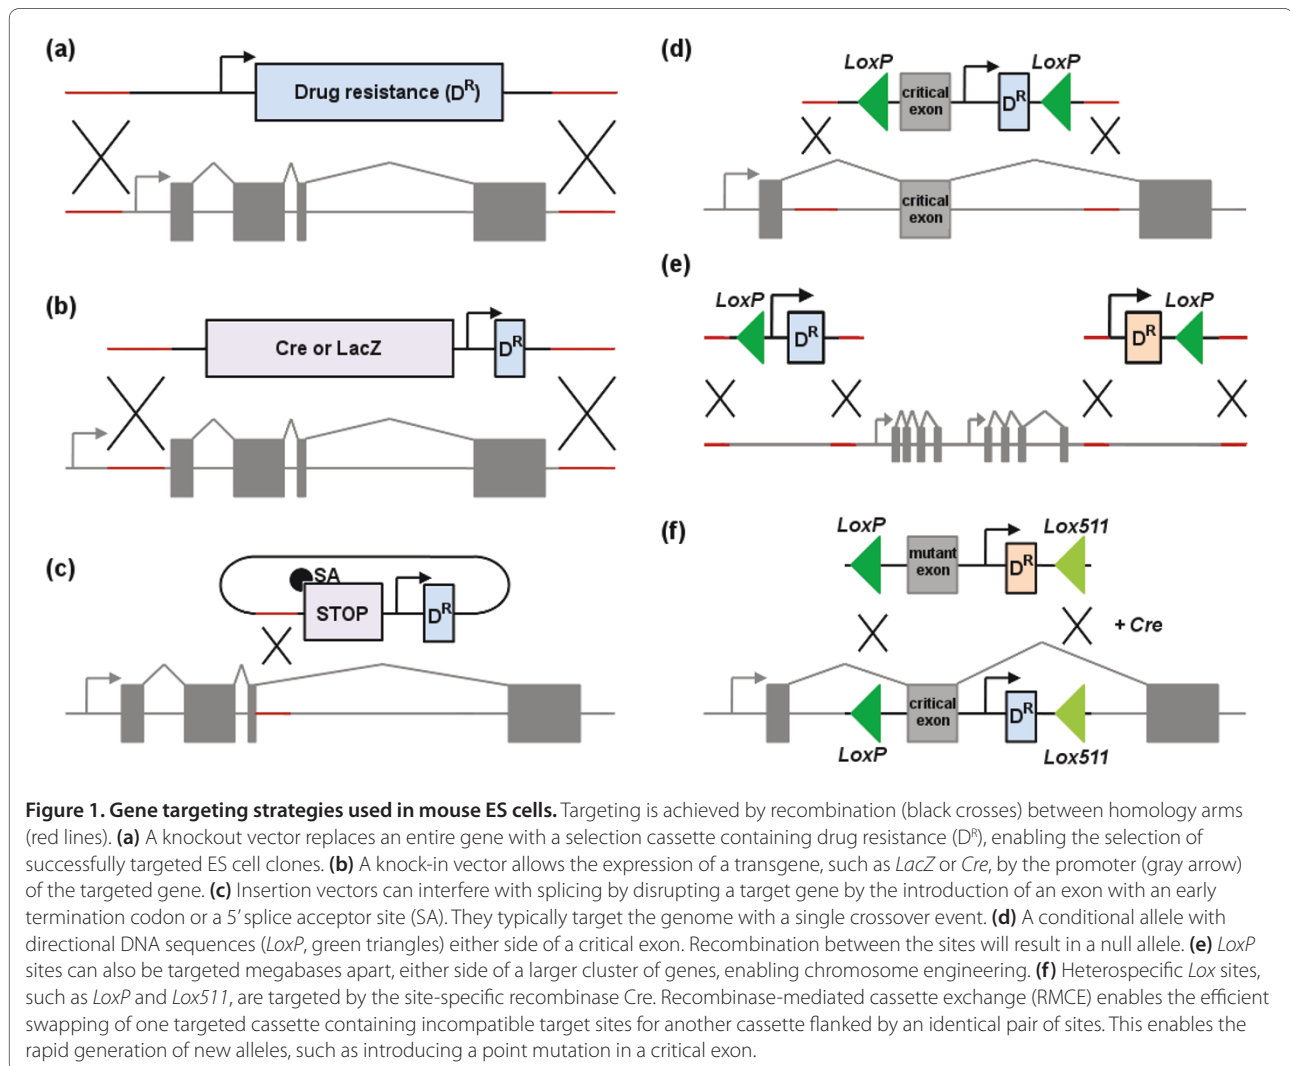 (a)
Drug resistance (Dᴿ)
(b)
Cre or LacZ
Dᴿ
(c)
SA
STOP
Dᴿ
(d)
LoxP
LoxP
critical
exon
Dᴿ
critical
exon
(e)
LoxP
Dᴿ
LoxP
Dᴿ
(f)
LoxP
Lox511
mutant
exon
Dᴿ
+ Cre
critical
exon
Dᴿ
LoxP
Lox511
Figure 1. Gene targeting strategies used in mouse ES cells. Targeting is achieved by recombination (black crosses) between homology arms
(red lines). (a) A knockout vector replaces an entire gene with a selection cassette containing drug resistance (Dᴿ), enabling the selection of
successfully targeted ES cell clones. (b) A knock-in vector allows the expression of a transgene, such as LacZ or Cre, by the promoter (gray arrow)
of the targeted gene. (c) Insertion vectors can interfere with splicing by disrupting a target gene by the introduction of an exon with an early
termination codon or a 5’ splice acceptor site (SA). They typically target the genome with a single crossover event. (d) A conditional allele with
directional DNA sequences (LoxP, green triangles) either side of a critical exon. Recombination between the sites will result in a null allele. (e) LoxP
sites can also be targeted megabases apart, either side of a larger cluster of genes, enabling chromosome engineering. (f) Heterospecific Lox sites,
such as LoxP and Lox511, are targeted by the site-specific recombinase Cre. Recombinase-mediated cassette exchange (RMCE) enables the efficient
swapping of one targeted cassette containing incompatible target sites for another cassette flanked by an identical pair of sites. This enables the
rapid generation of new alleles, such as introducing a point mutation in a critical exon.